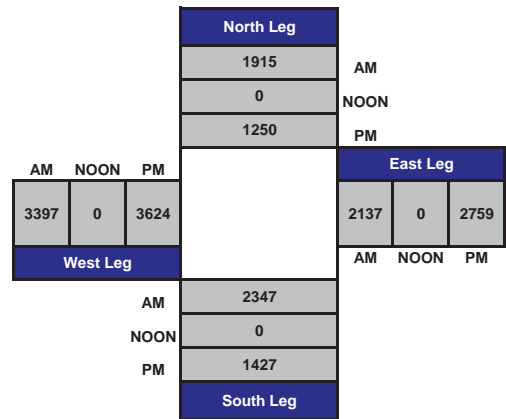 North Leg
1915 AM
0 NOON
1250 PM
AM NOON PM
East Leg
3397 0 3624
2137 0 2759
West Leg
AM NOON PM
AM 2347
NOON 0
PM 1427
South Leg